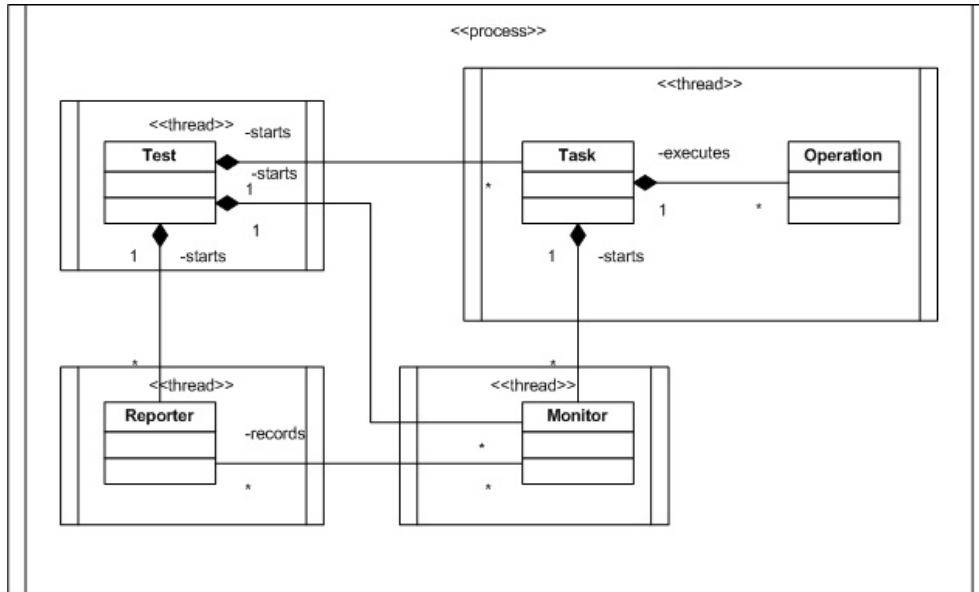 <<process>>
<<thread>>
<<thread>>
-starts
Test
Task
-executes
Operation
-starts
*
1
1
*
1
1
-starts
1
-starts
*
*
<<thread>>
<<thread>>
Reporter
Monitor
-records
*
*
*